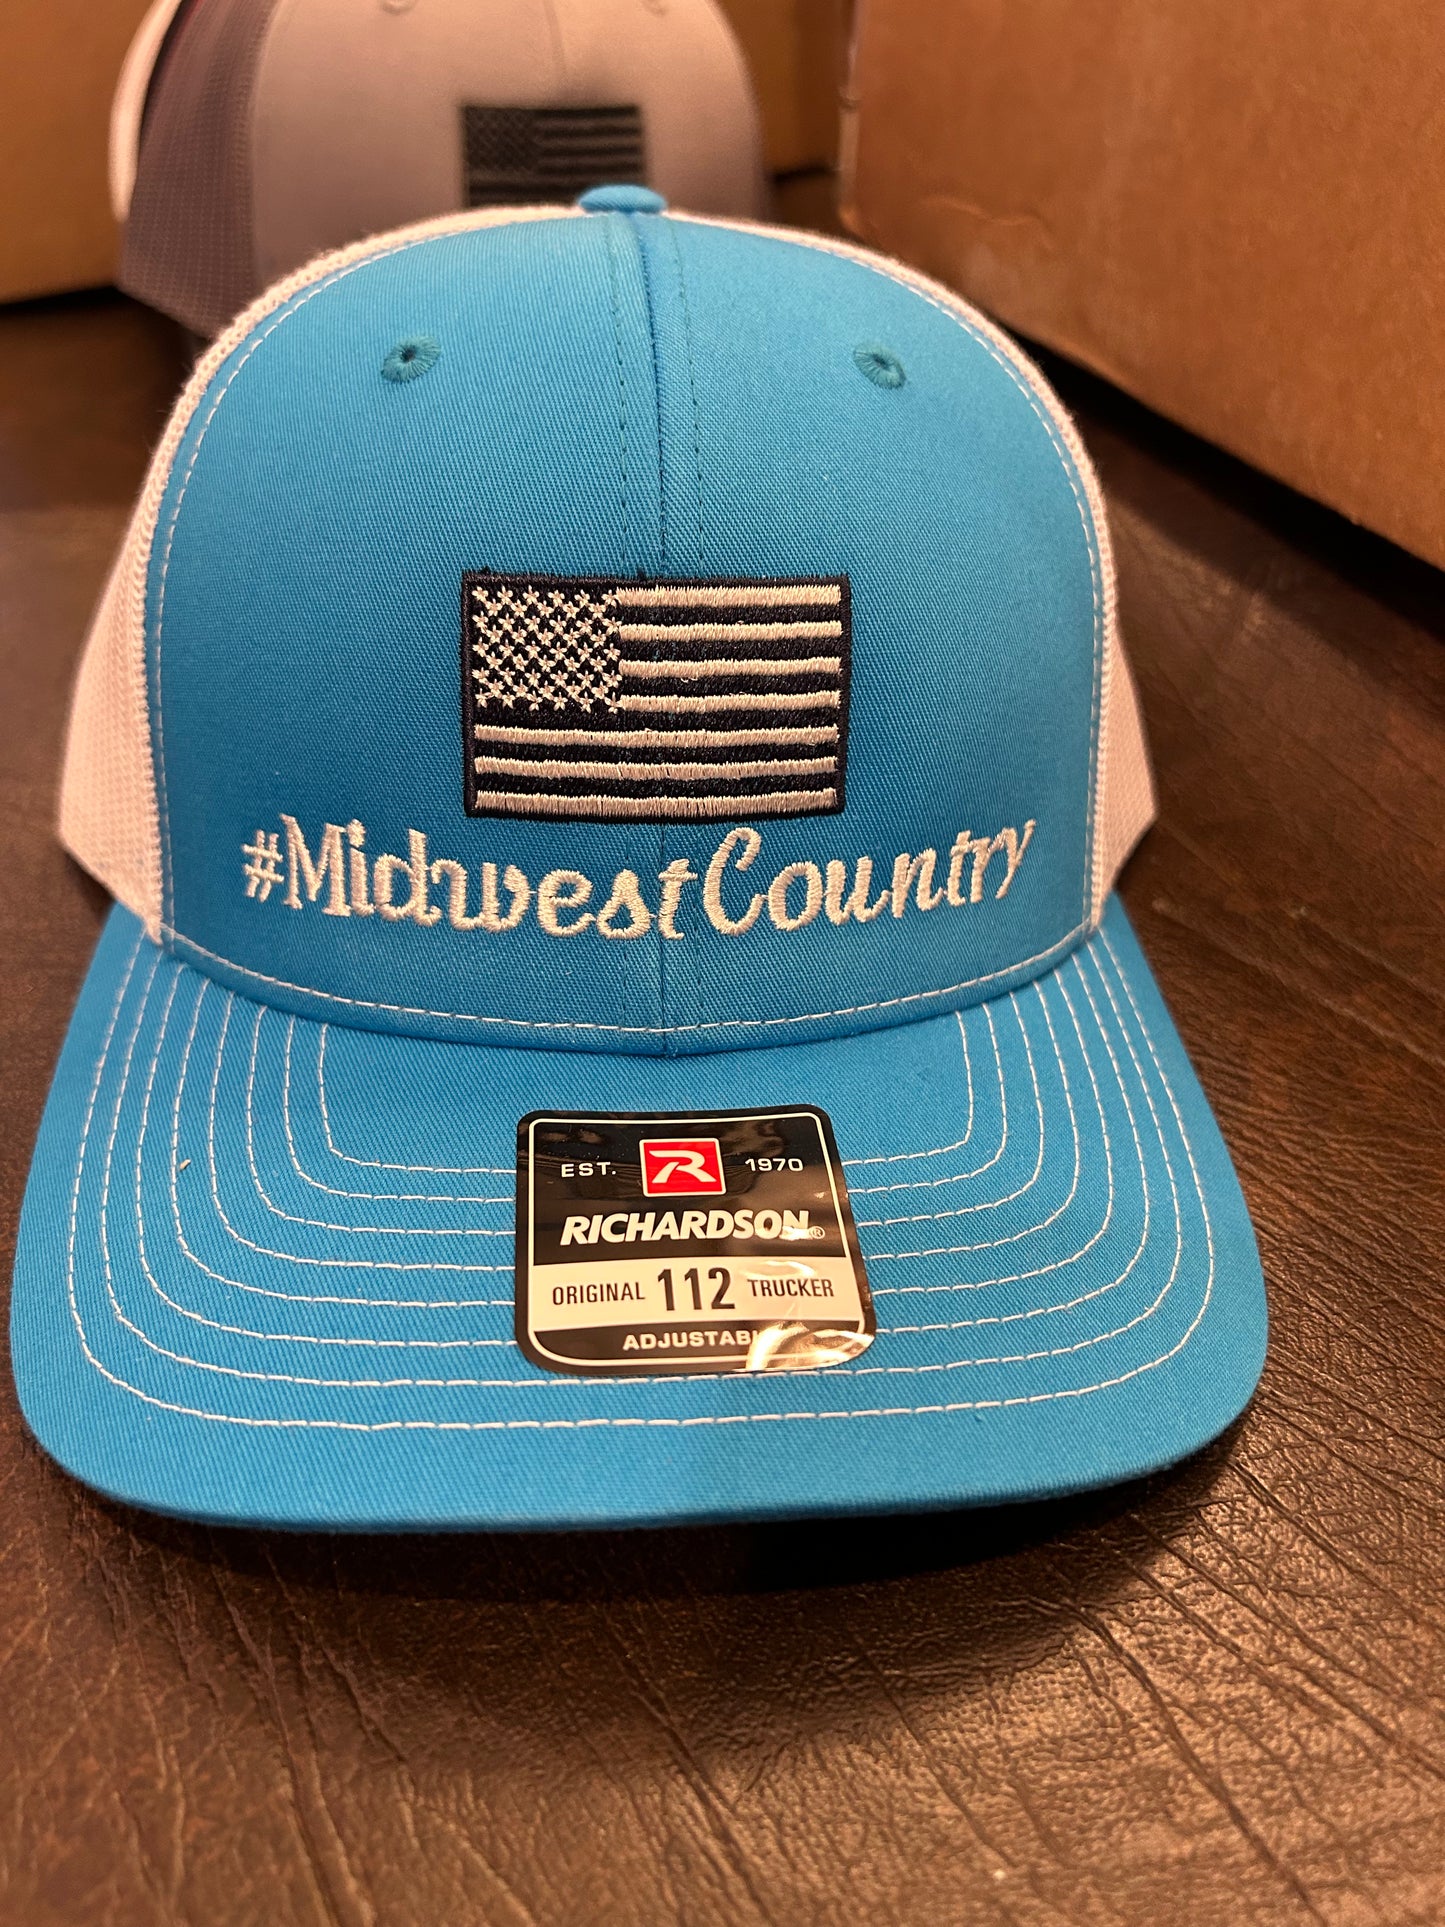 #MidwestCountry
EST. R 1970
RICHARDSON®
ORIGINAL 112 TRUCKER